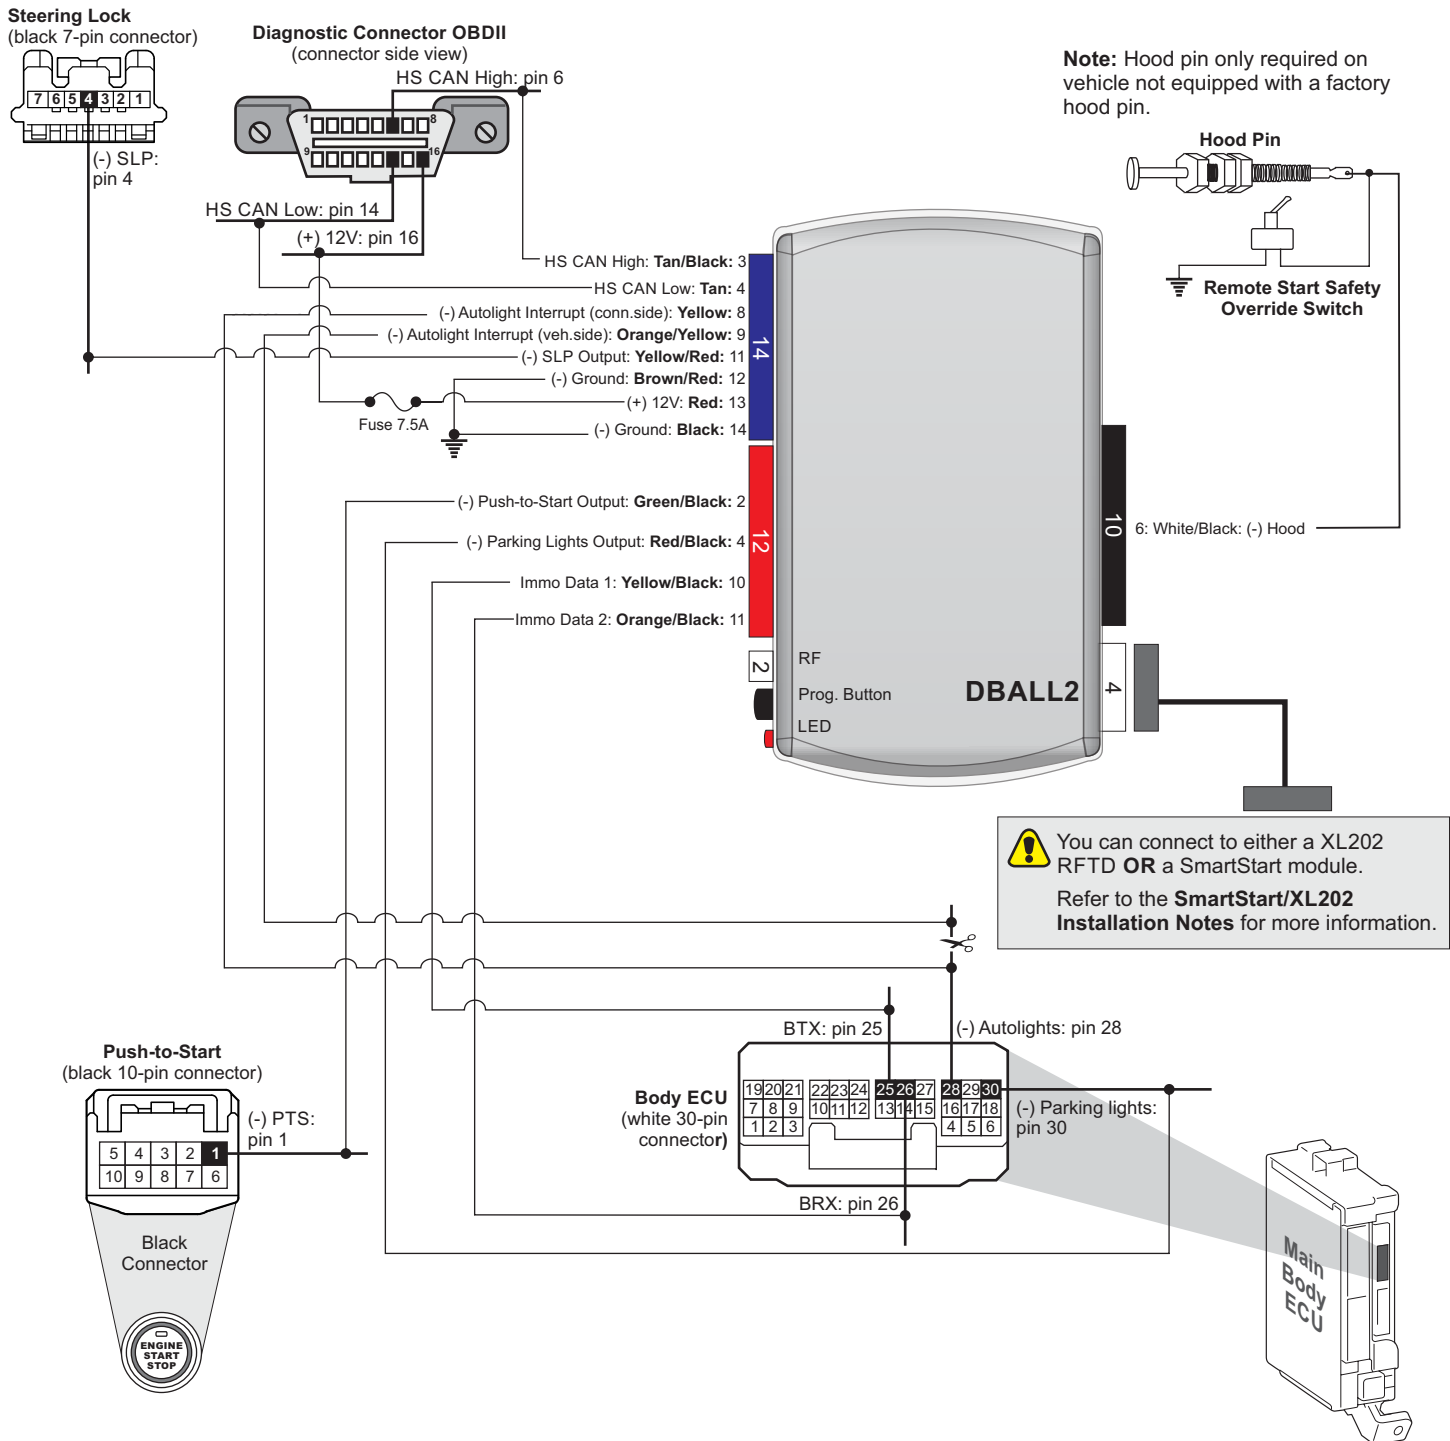 Steering Lock
(black 7-pin connector)
7 6 5 4 3 2 1
(-) SLP:
pin 4
Diagnostic Connector OBDII
(connector side view)
HS CAN High: pin 6
1 8
9 16
HS CAN Low: pin 14
(+) 12V: pin 16
Note: Hood pin only required on
vehicle not equipped with a factory
hood pin.
Hood Pin
Remote Start Safety
Override Switch
HS CAN High: Tan/Black: 3
HS CAN Low: Tan: 4
(-) Autolight Interrupt (conn.side): Yellow: 8
(-) Autolight Interrupt (veh.side): Orange/Yellow: 9
(-) SLP Output: Yellow/Red: 11
(-) Ground: Brown/Red: 12
(+) 12V: Red: 13
Fuse 7.5A
(-) Ground: Black: 14
14
(-) Push-to-Start Output: Green/Black: 2
(-) Parking Lights Output: Red/Black: 4
Immo Data 1: Yellow/Black: 10
Immo Data 2: Orange/Black: 11
12
10
6: White/Black: (-) Hood
2
RF
Prog. Button
LED
DBALL2
4
You can connect to either a XL202
RFTD OR a SmartStart module.
Refer to the SmartStart/XL202
Installation Notes for more information.
BTX: pin 25
(-) Autolights: pin 28
Body ECU
(white 30-pin
connector)
19 20 21 22 23 24 25 26 27 28 29 30
7 8 9 10 11 12 13 14 15 16 17 18
1 2 3 4 5 6
(-) Parking lights:
pin 30
BRX: pin 26
Push-to-Start
(black 10-pin connector)
(-) PTS:
pin 1
5 4 3 2 1
10 9 8 7 6
Black
Connector
ENGINE
START
STOP
Main
Body
ECU